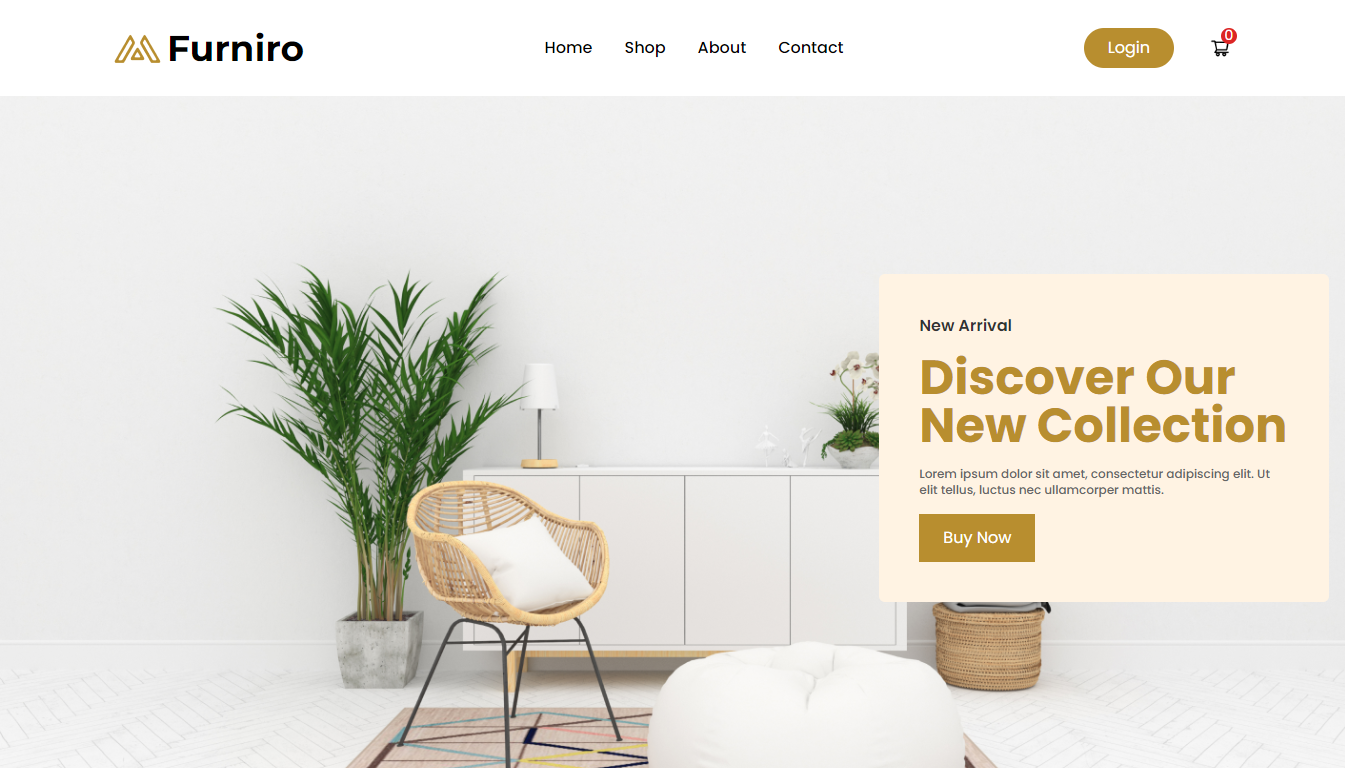 Furniro
Home Shop About Contact
Login
0
New Arrival
Discover Our
New Collection
Lorem ipsum dolor sit amet, consectetur adipiscing elit. Ut
elit tellus, luctus nec ullamcorper mattis.
Buy Now